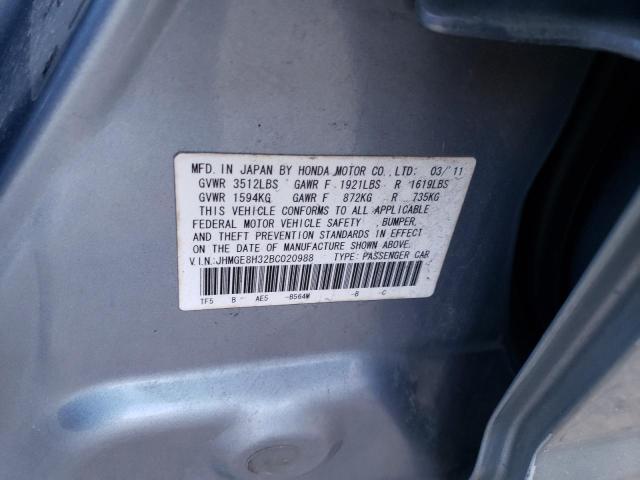 MFD. IN JAPAN BY HONDA MOTOR CO., LTD: 03/11
GVWR 3512LBS GAWR F 1921LBS R 1619LBS
GVWR 1594KG GAWR F 872KG R 735KG
THIS VEHICLE CONFORMS TO ALL APPLICABLE
FEDERAL MOTOR VEHICLE SAFETY, BUMPER,
AND THEFT PREVENTION STANDARDS IN EFFECT
ON THE DATE OF MANUFACTURE SHOWN ABOVE.
V.I.N.:JHMGE8H32BC020988 TYPE: PASSENGER CAR
TF5 B AE5 -B564M -B -C